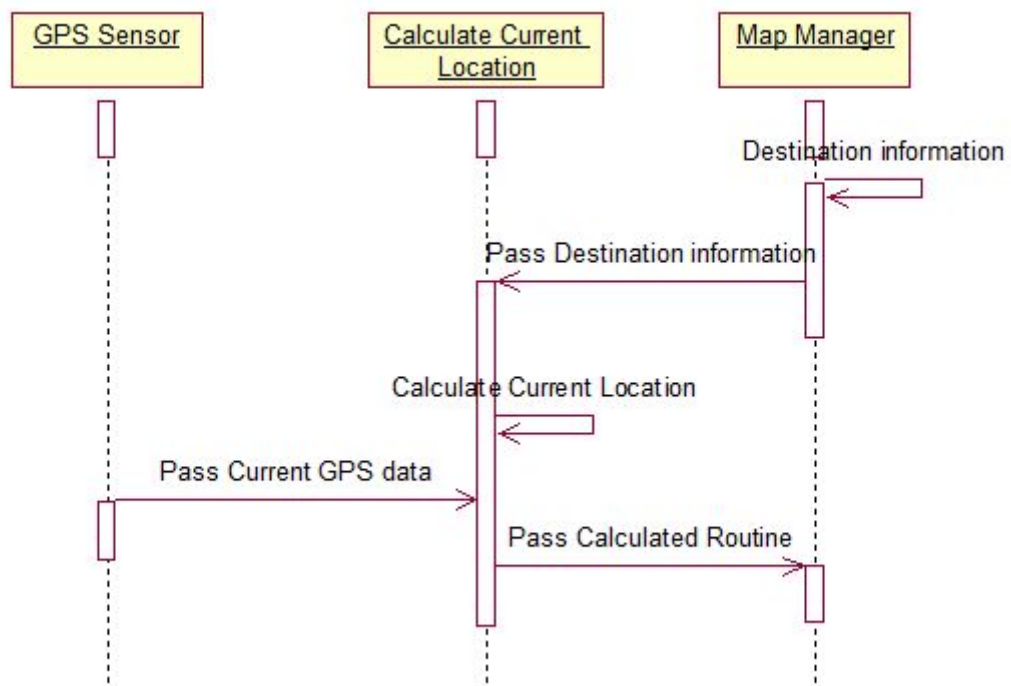 GPS Sensor
Calculate Current
Location
Map Manager
Destination information
Pass Destination information
Calculate Current Location
Pass Current GPS data
Pass Calculated Routine